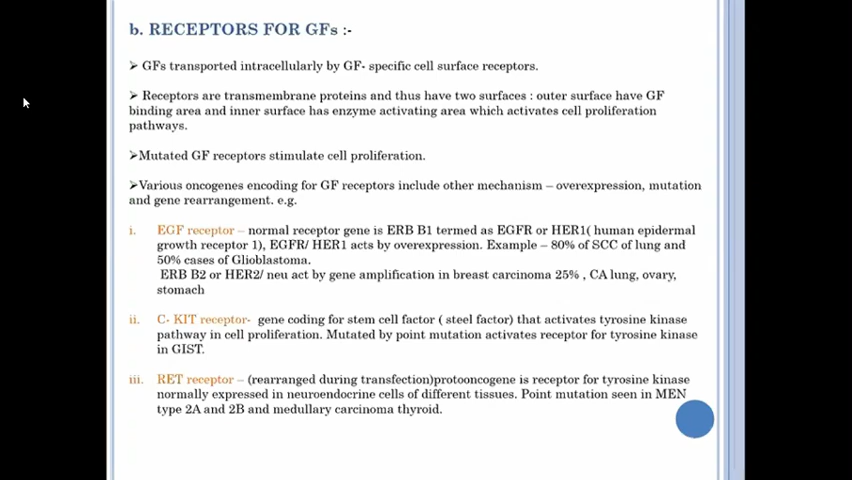 b. RECEPTORS FOR GFs :-
➢ GFs transported intracellularly by GF- specific cell surface receptors.
➢ Receptors are transmembrane proteins and thus have two surfaces : outer surface have GF
binding area and inner surface has enzyme activating area which activates cell proliferation
pathways.
➢Mutated GF receptors stimulate cell proliferation.
➢Various oncogenes encoding for GF receptors include other mechanism – overexpression, mutation
and gene rearrangement. e.g.
i. EGF receptor – normal receptor gene is ERB B1 termed as EGFR or HER1( human epidermal
growth receptor 1), EGFR/ HER1 acts by overexpression. Example – 80% of SCC of lung and
50% cases of Glioblastoma.
ERB B2 or HER2/ neu act by gene amplification in breast carcinoma 25% , CA lung, ovary,
stomach
ii. C- KIT receptor- gene coding for stem cell factor ( steel factor) that activates tyrosine kinase
pathway in cell proliferation. Mutated by point mutation activates receptor for tyrosine kinase
in GIST.
iii. RET receptor – (rearranged during transfection)protooncogene is receptor for tyrosine kinase
normally expressed in neuroendocrine cells of different tissues. Point mutation seen in MEN
type 2A and 2B and medullary carcinoma thyroid.